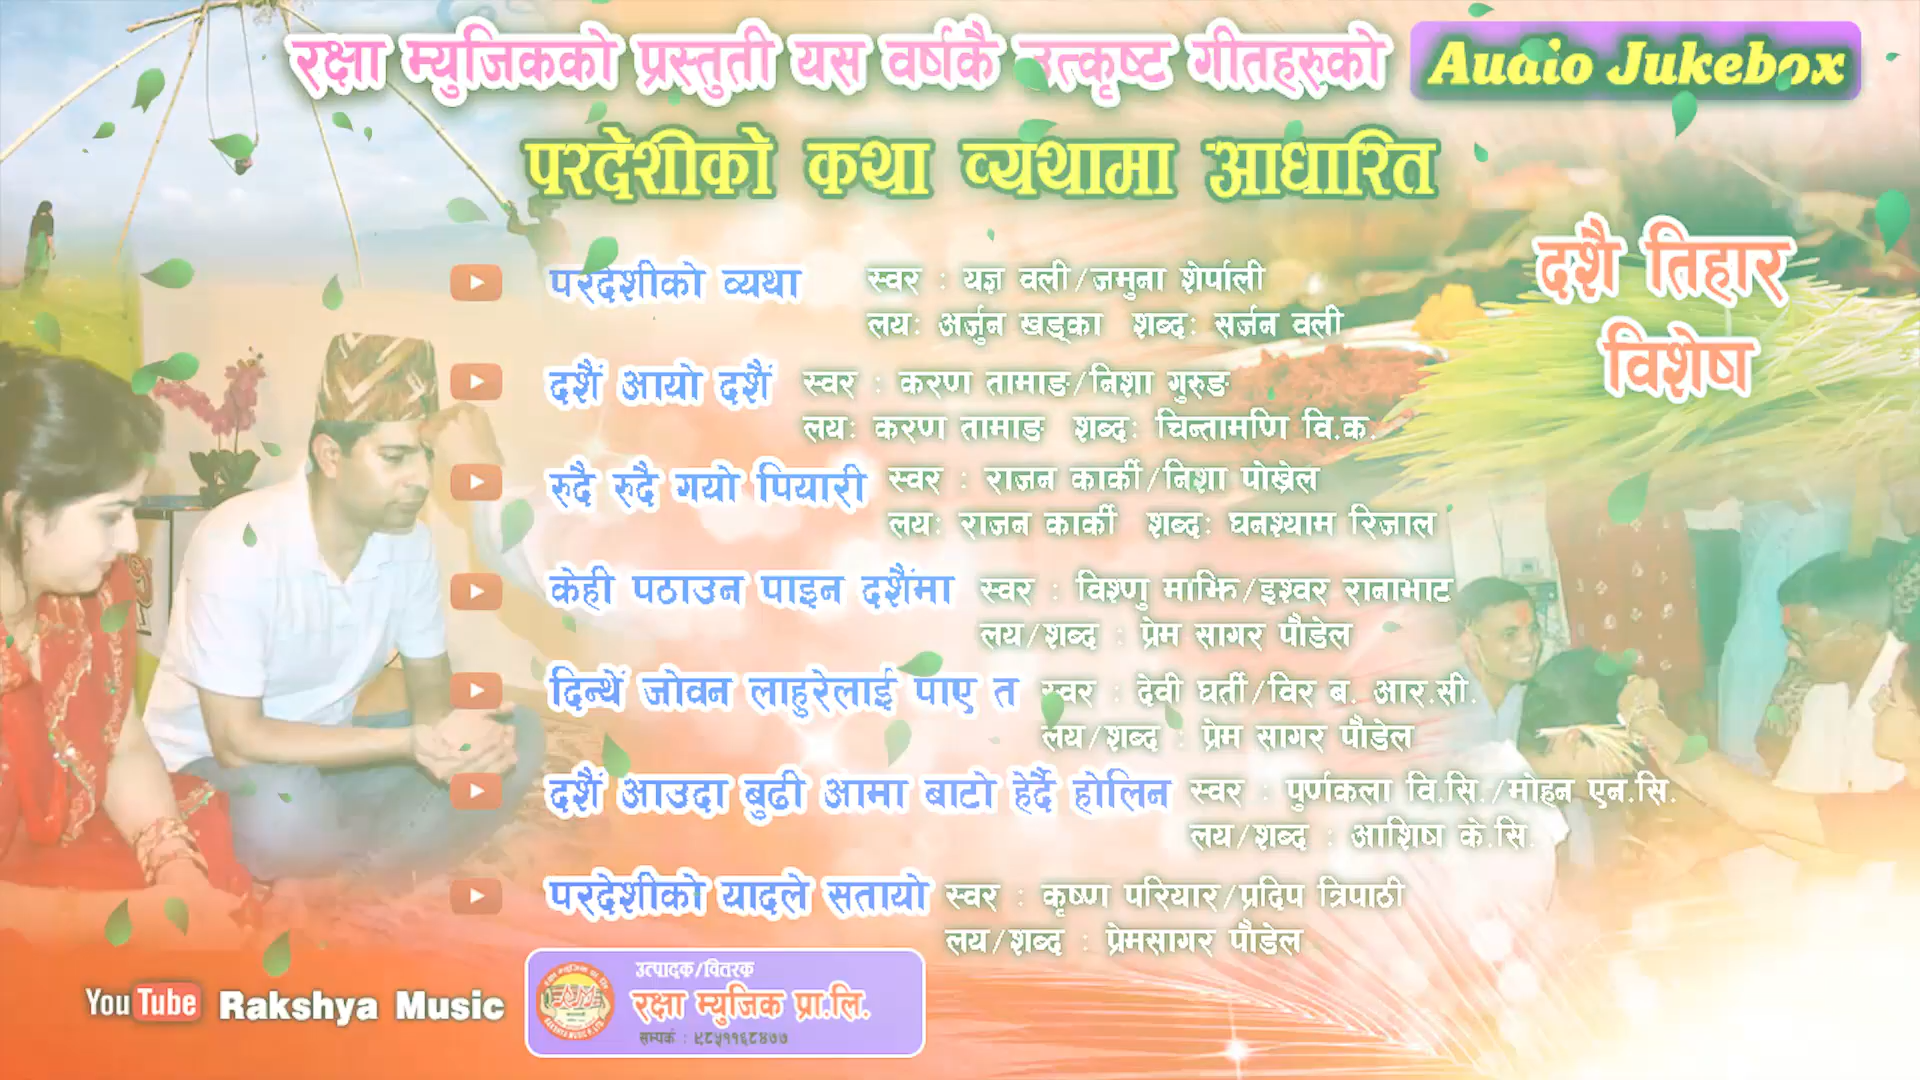 रक्षा म्युजिकको प्रस्तुती यस वर्षकै उत्कृष्ट गीतहरुको Audio Jukebox
परदेशीको कथा व्यथामा आधारित
दशै तिहार
विशेष
परदेशीको व्यथा स्वर : यज्ञ वली/जमुना शेर्पाली
लयः अर्जुन खड्का शब्दः सर्जन वली
दशैं आयो दशैं स्वर : करण तामाङ/निशा गुरुङ
लयः करण तामाङ शब्दः चिन्तामणि वि.क.
रुदै रुदै गयो पियारी स्वर : राजन कार्की/निशा पोख्रेल
लयः राजन कार्की शब्दः घनश्याम रिजाल
केही पठाउन पाइन दशैंमा स्वर : विश्णु माझि/इश्वर रानाभाट
लय/शब्द : प्रेम सागर पौडेल
दिन्थें जोवन लाहुरेलाई पाए त स्वर : देवी घर्ती/विर ब. आर.सी.
लय/शब्द : प्रेम सागर पौडेल
दशैं आउदा बुढी आमा बाटो हेर्दै होलिन स्वर : पुर्णकला वि.सि./मोहन एन.सि.
लय/शब्द : आशिष के.सि.
परदेशीको यादले सतायो स्वर : कृष्ण परियार/प्रदिप त्रिपाठी
लय/शब्द : प्रेमसागर पौडेल
YouTube Rakshya Music
उत्पादक/वितरक
रक्षा म्युजिक प्रा.लि.
सम्पर्क : ९८५११६८४७७